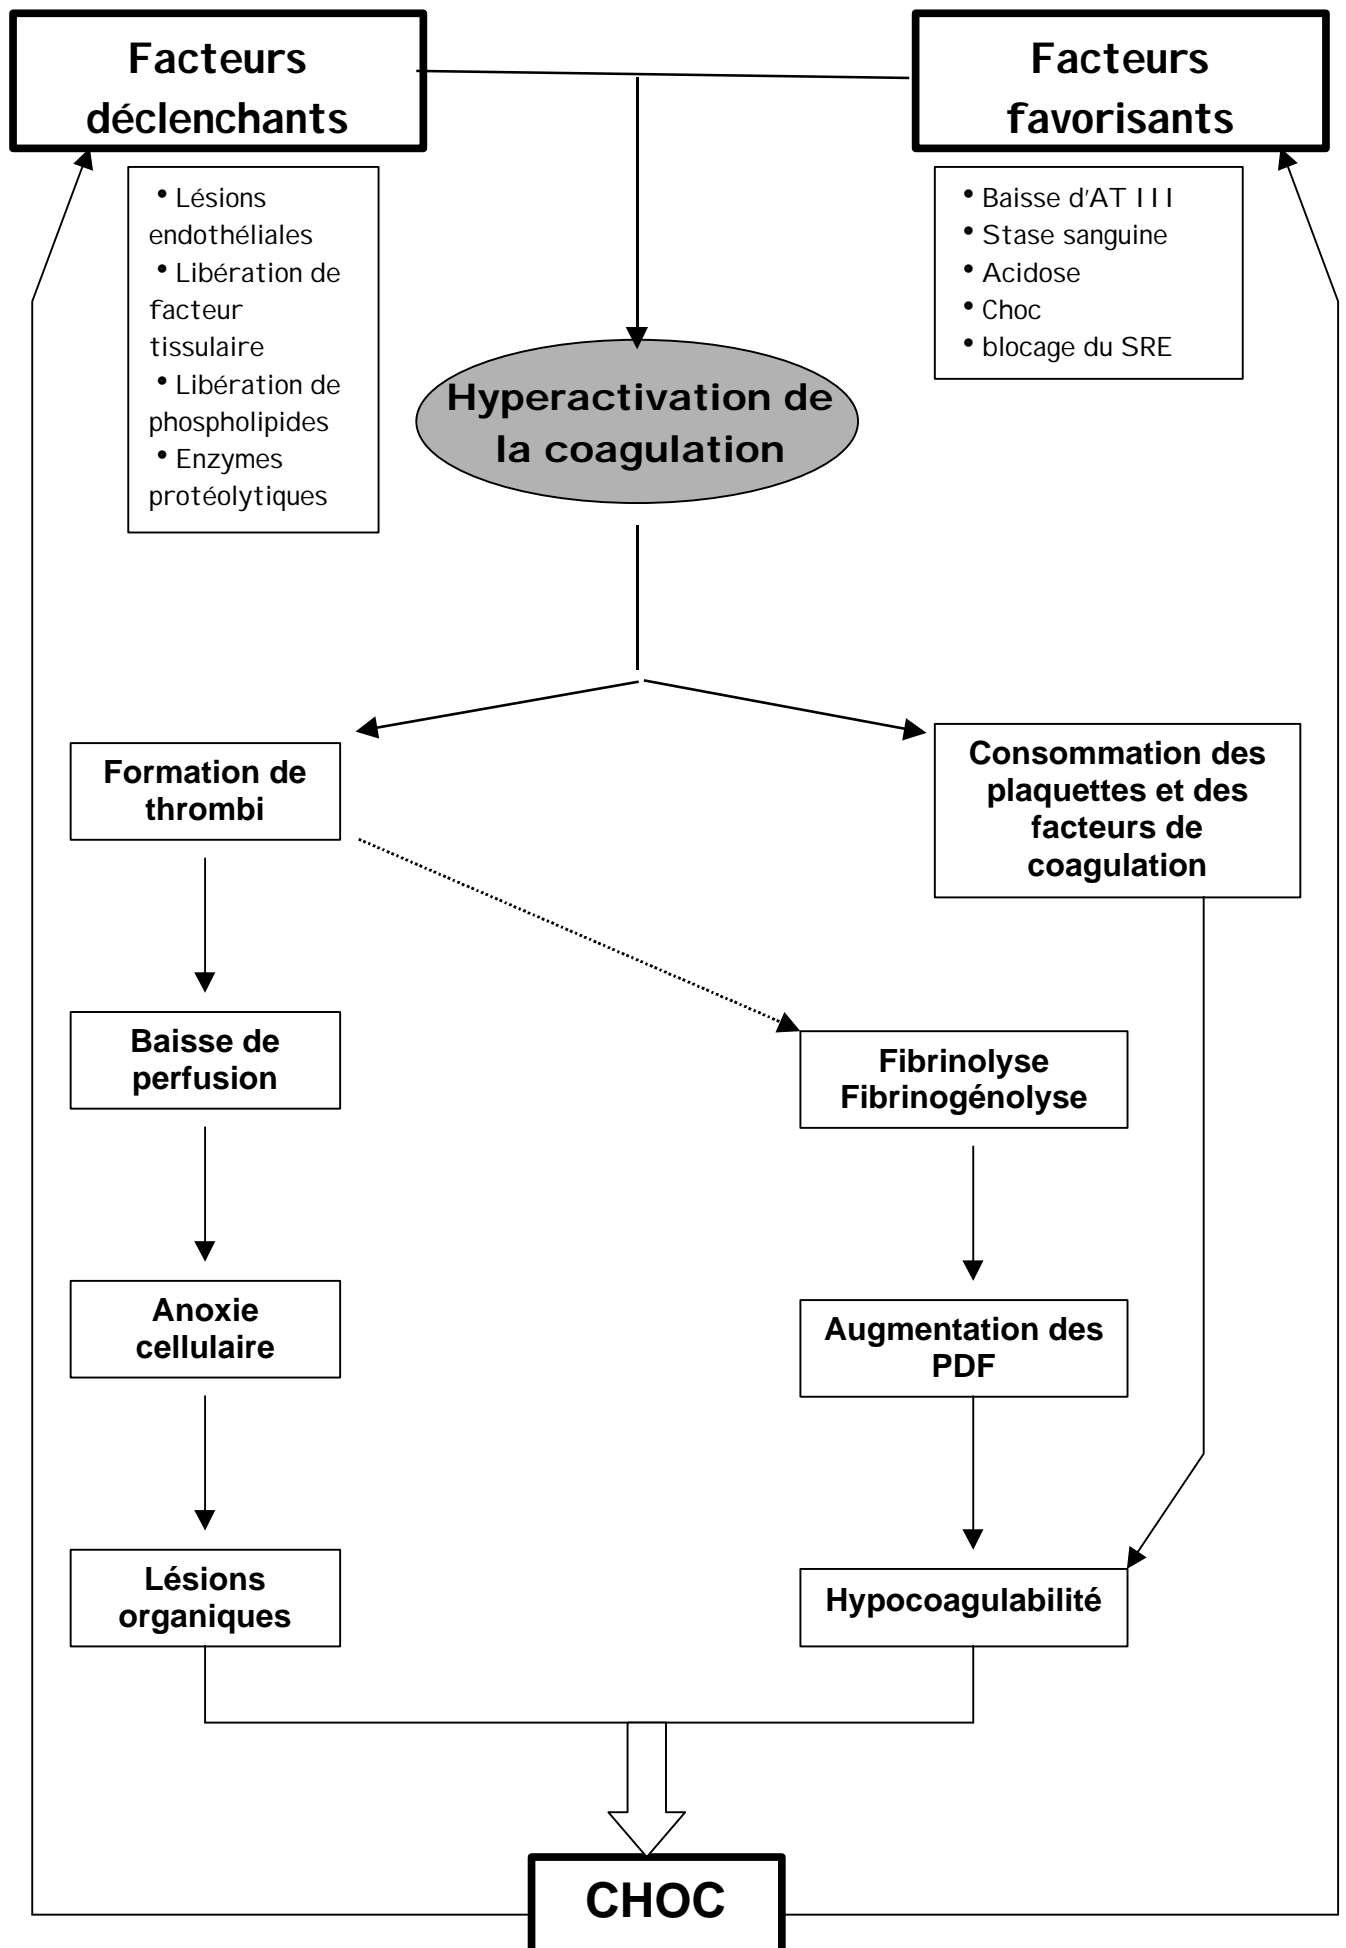 Facteurs
déclenchants
Facteurs
favorisants
• Lésions
endothéliales
• Libération de
facteur
tissulaire
• Libération de
phospholipides
• Enzymes
protéolytiques
• Baisse d'AT III
• Stase sanguine
• Acidose
• Choc
• blocage du SRE
Hyperactivation de
la coagulation
Formation de
thrombi
Consommation des
plaquettes et des
facteurs de
coagulation
Baisse de
perfusion
Fibrinolyse
Fibrinogénolyse
Anoxie
cellulaire
Augmentation des
PDF
Lésions
organiques
Hypocoagulabilité
CHOC